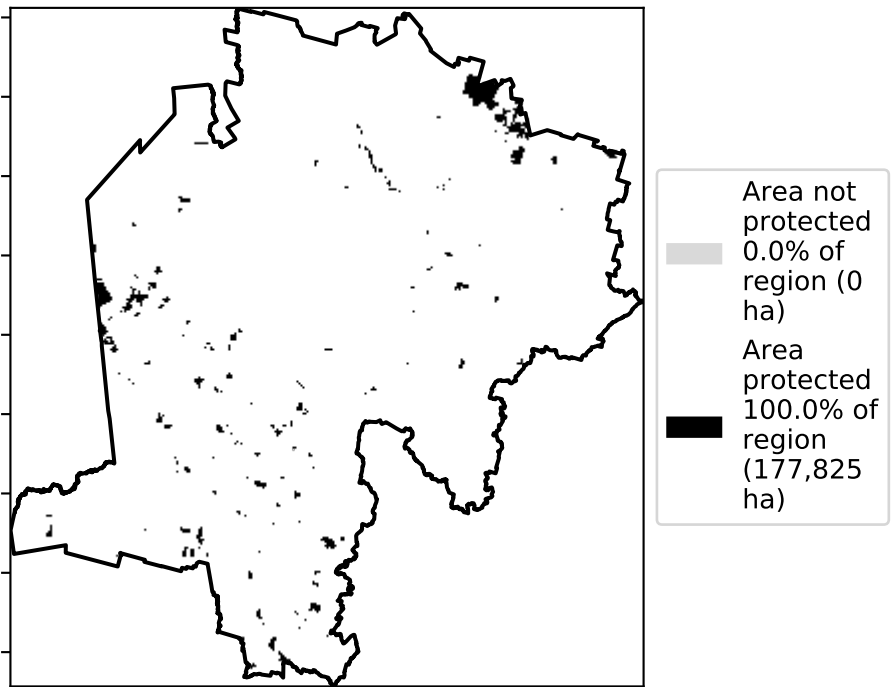 Area not
protected
0.0% of
region (0
ha)
Area
protected
100.0% of
region
(177,825
ha)